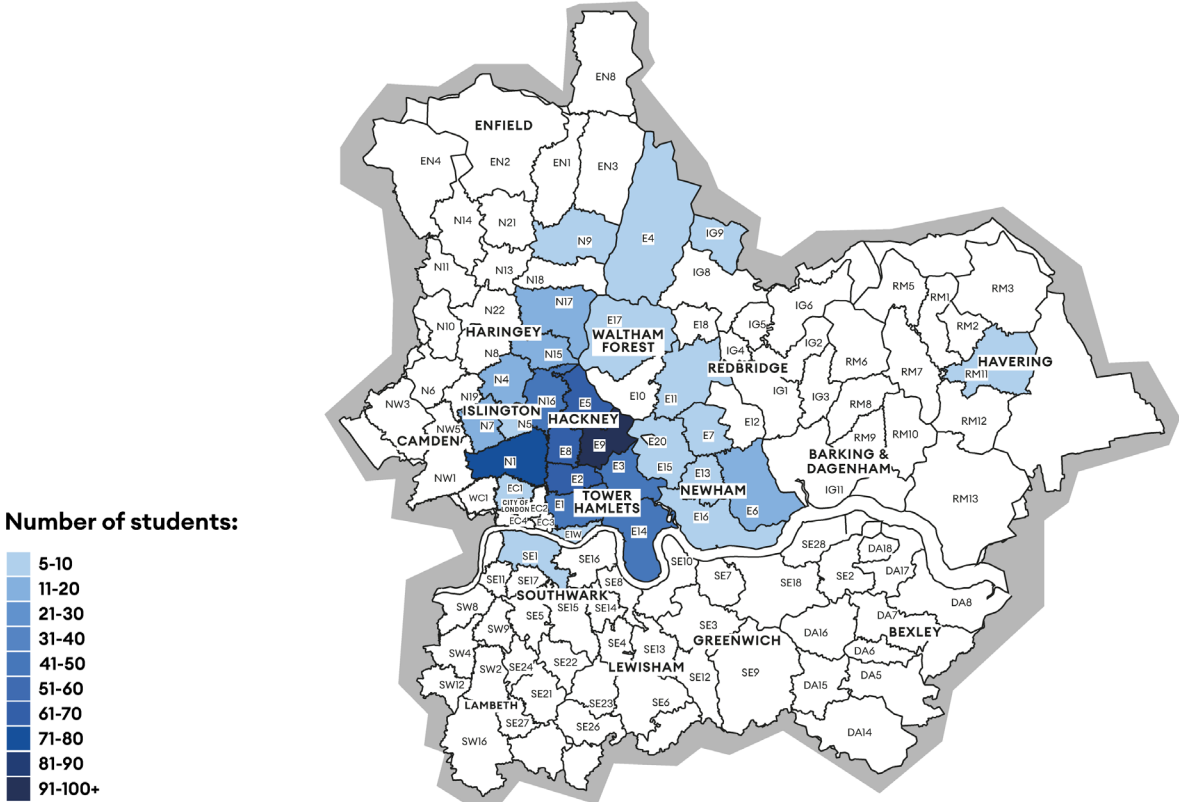 EN8
ENFIELD
EN4
EN2
EN1
EN3
N14
N21
N9
E4
IG9
N11
N13
N18
IG8
N22
N17
N10
HARINGEY
E17
WALTHAM
FOREST
E18
IG5
IG6
RM5
RM1
RM3
RM2
HAVERING
N8
N15
IG4
IG2
REDBRIDGE
RM6
RM7
RM11
N6
N4
N19
N16
E5
E10
E11
IG1
IG3
RM8
NW3
ISLINGTON
HACKNEY
N7
N5
E12
RM12
NW5
CAMDEN
E9
E20
E7
RM9
RM10
E8
N1
E3
E15
E13
BARKING &
DAGENHAM
NW1
E2
NEWHAM
IG11
EC1
WC1
CITY OF
LONDON
EC2
E1
TOWER
HAMLETS
E16
E6
RM13
EC4
EC3
E1W
E14
Number of students:
5-10
11-20
21-30
31-40
41-50
51-60
61-70
71-80
81-90
91-100+
SE1
SE16
SE10
SE28
DA18
SE11
SE17
SE8
SE7
SE18
SE2
DA17
SOUTHWARK
SW8
SE5
SE15
SE14
DA8
SW9
SE3
DA7
GREENWICH
DA16
BEXLEY
SE4
SE13
SW4
DA6
SW2
SE24
SE22
LEWISHAM
SE12
SE9
DA5
SW12
DA15
SE21
LAMBETH
SE23
SE6
SE27
SE26
DA14
SW16